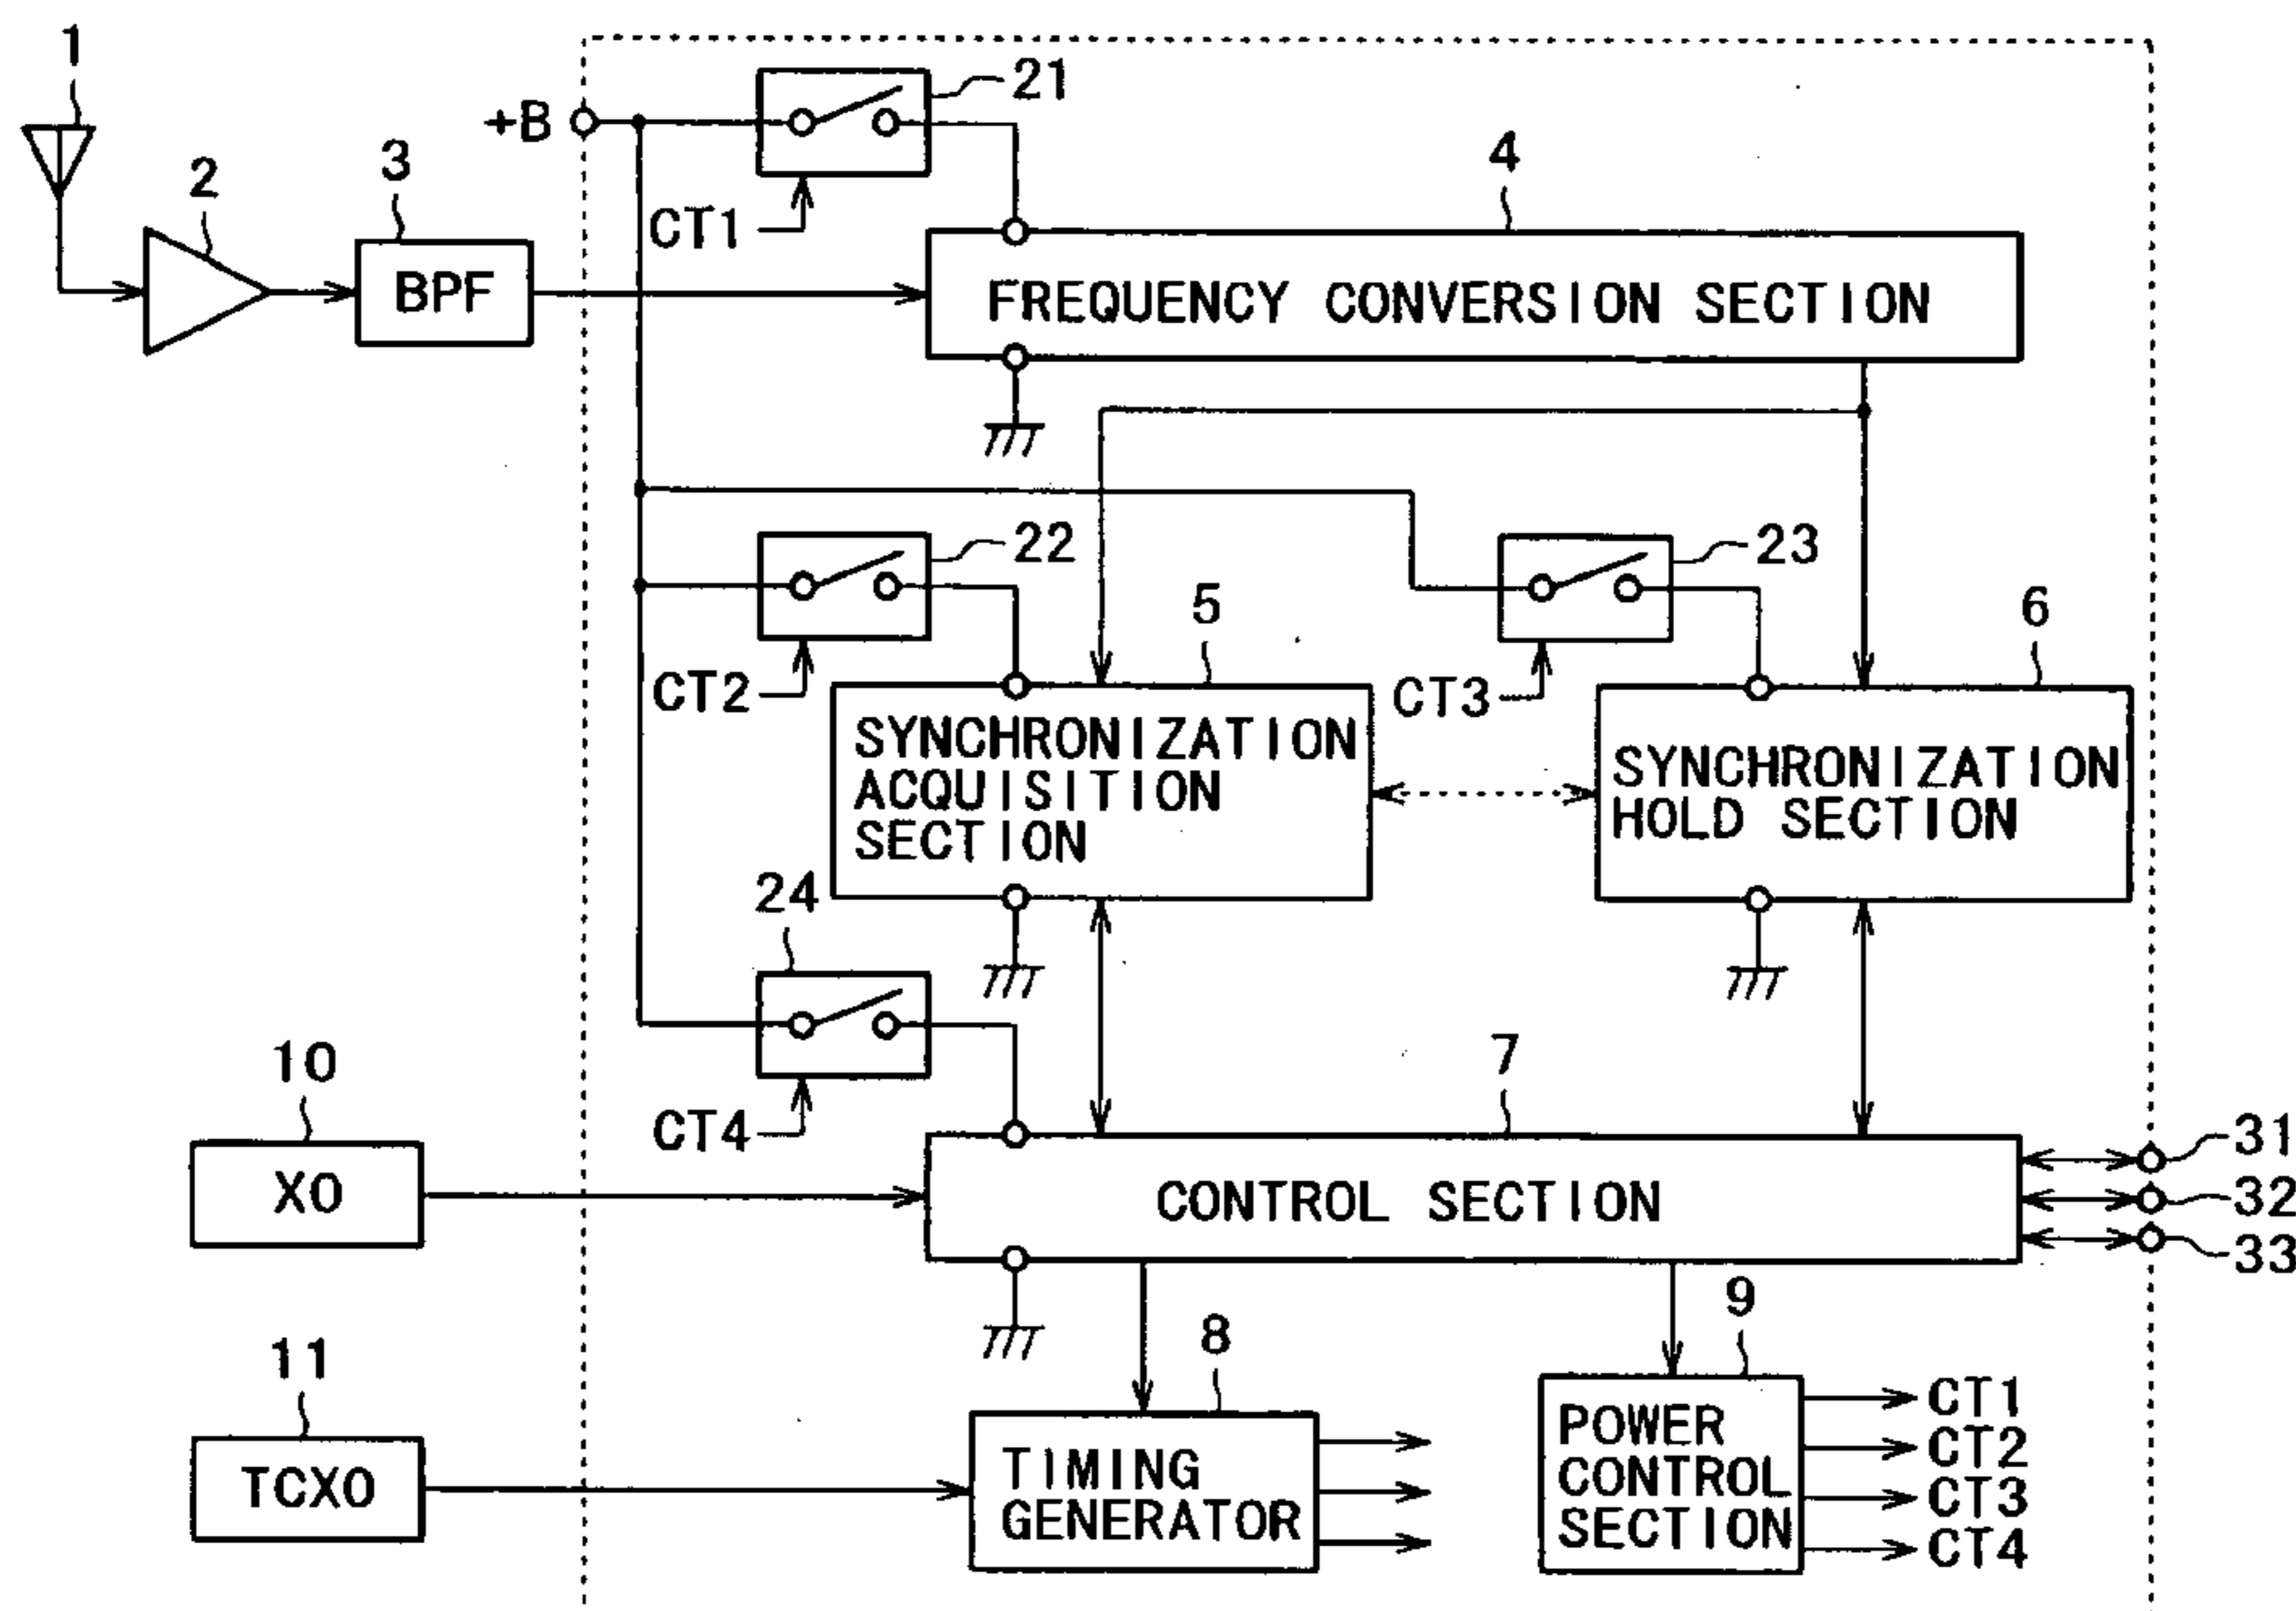 1
2
3
BPF
+B
21
CT1
4
FREQUENCY CONVERSION SECTION
22
CT2
5
SYNCHRONIZATION
ACQUISITION
SECTION
23
CT3
6
SYNCHRONIZATION
HOLD SECTION
24
CT4
10
XO
7
CONTROL SECTION
31
32
33
11
TCXO
8
TIMING
GENERATOR
9
POWER
CONTROL
SECTION
CT1
CT2
CT3
CT4